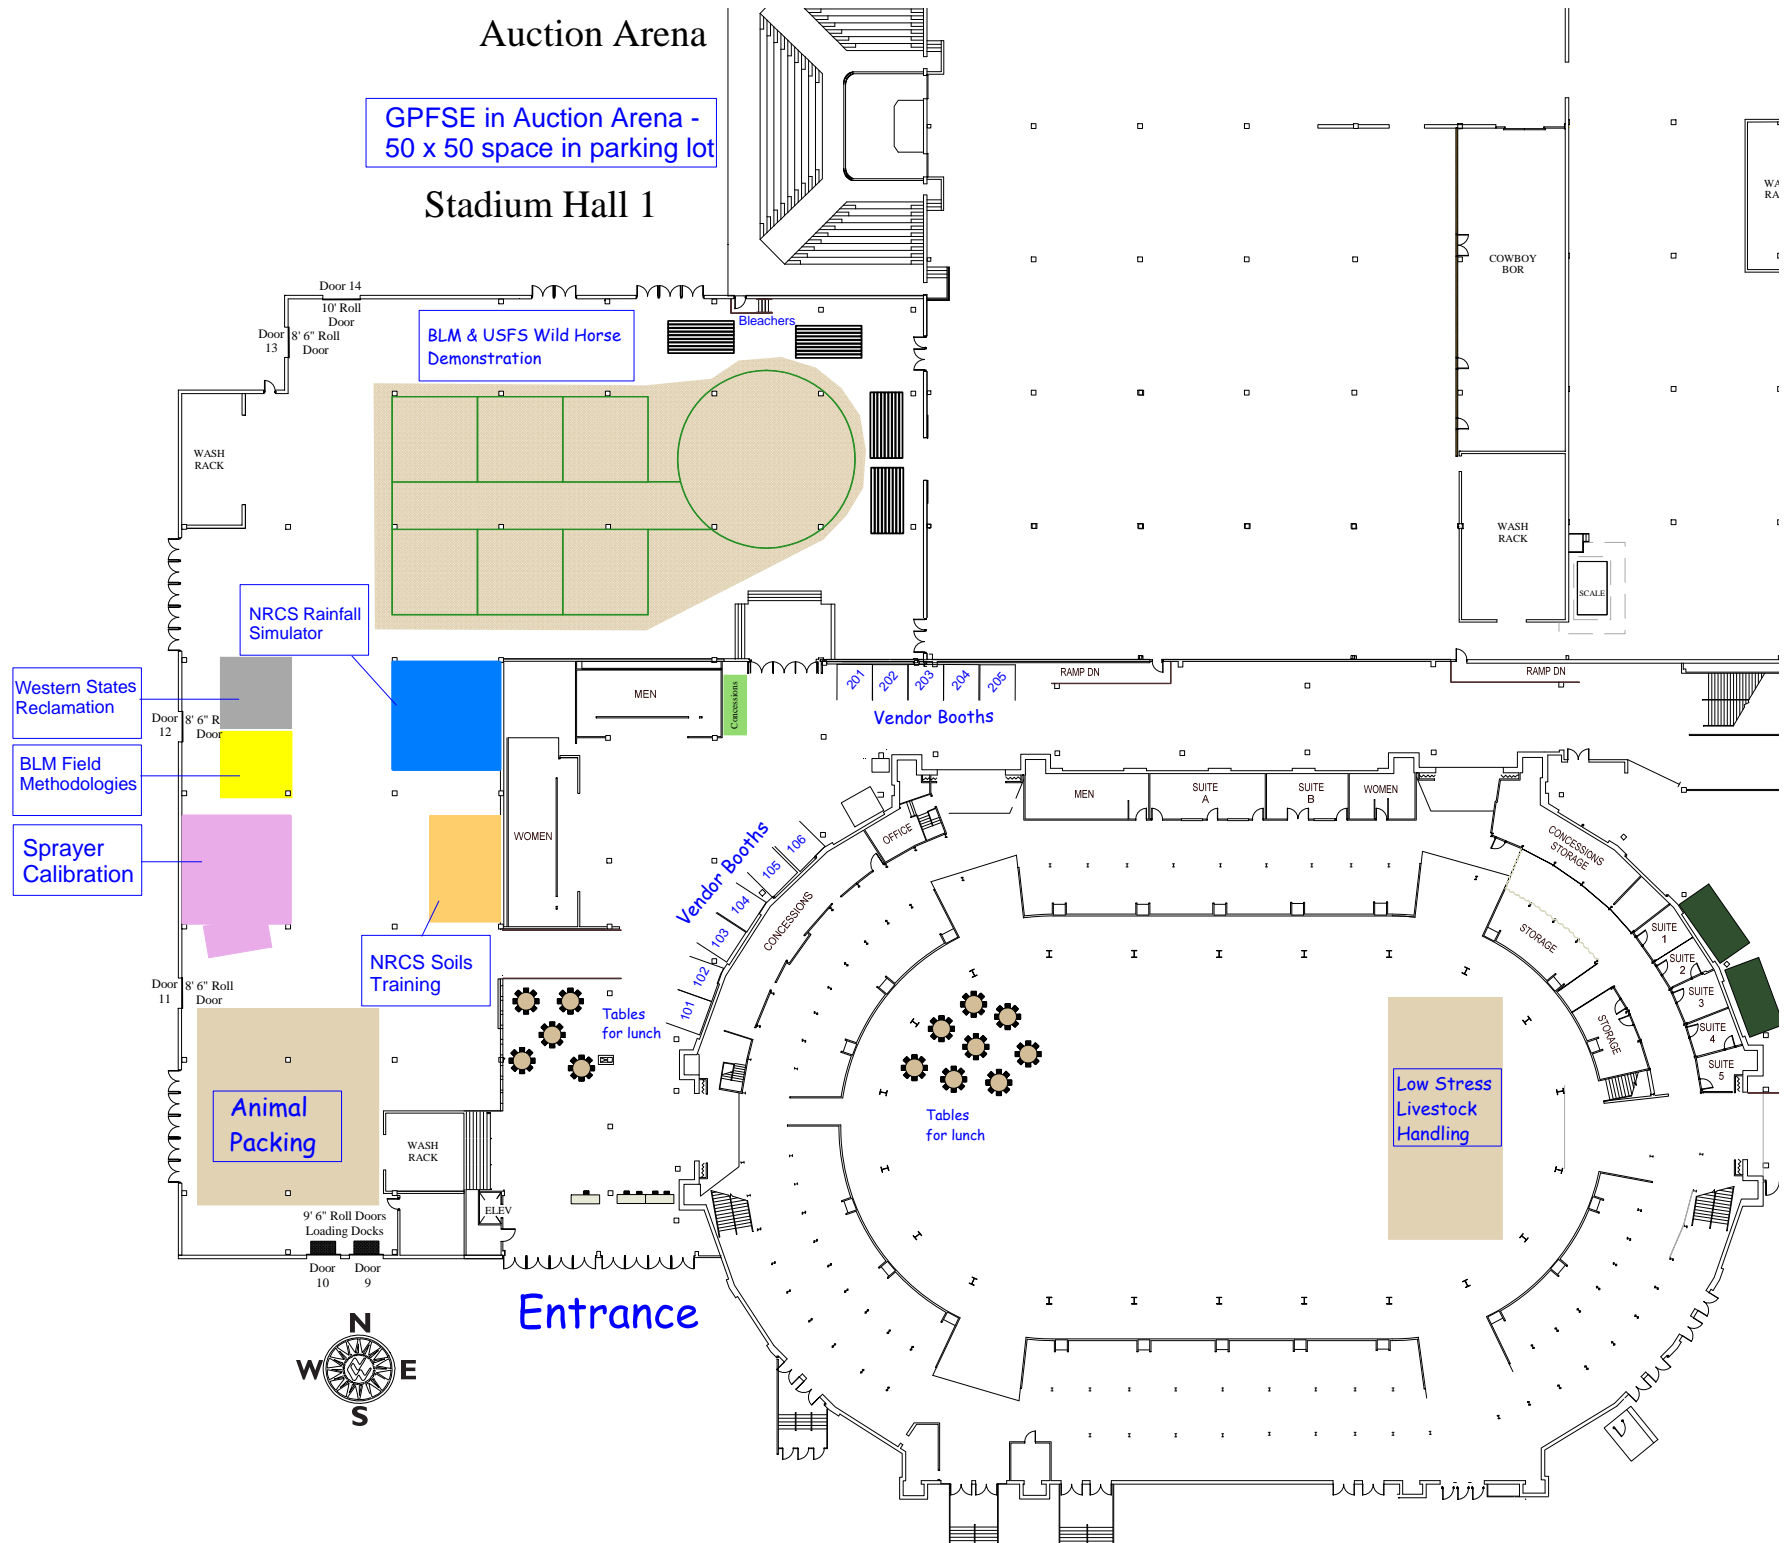 Auction Arena
GPFSE in Auction Arena -
50 x 50 space in parking lot
Stadium Hall 1
Door 14
10' Roll
Door
Door
13
8' 6" Roll
Door
BLM & USFS Wild Horse
Demonstration
Bleachers
COWBOY
BOR
WASH
RACK
WASH
RACK
SCALE
NRCS Rainfall
Simulator
Western States
Reclamation
Door
12
8' 6" R
Door
BLM Field
Methodologies
Sprayer
Calibration
NRCS Soils
Training
Door
11
8' 6" Roll
Door
MEN
WOMEN
Concessions
201
202
203
204
205
Vendor Booths
RAMP DN
RAMP DN
MEN
SUITE
A
SUITE
B
WOMEN
OFFICE
CONCESSIONS
STORAGE
Vendor Booths
106
105
104
103
102
101
CONCESSIONS
STORAGE
STORAGE
SUITE
1
SUITE
2
SUITE
3
SUITE
4
SUITE
5
Tables
for lunch
Tables
for lunch
Low Stress
Livestock
Handling
Animal
Packing
WASH
RACK
ELEV
9' 6" Roll Doors
Loading Docks
Door
10
Door
9
Entrance
N
W
E
S